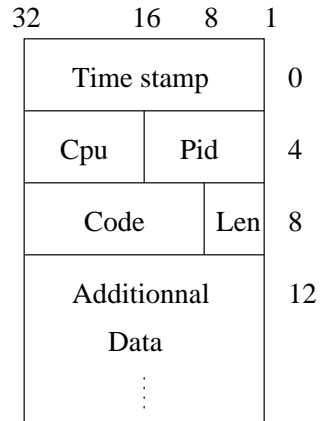 32 16 8 1
Time stamp 0
Cpu Pid 4
Code Len 8
Additionnal 12
Data